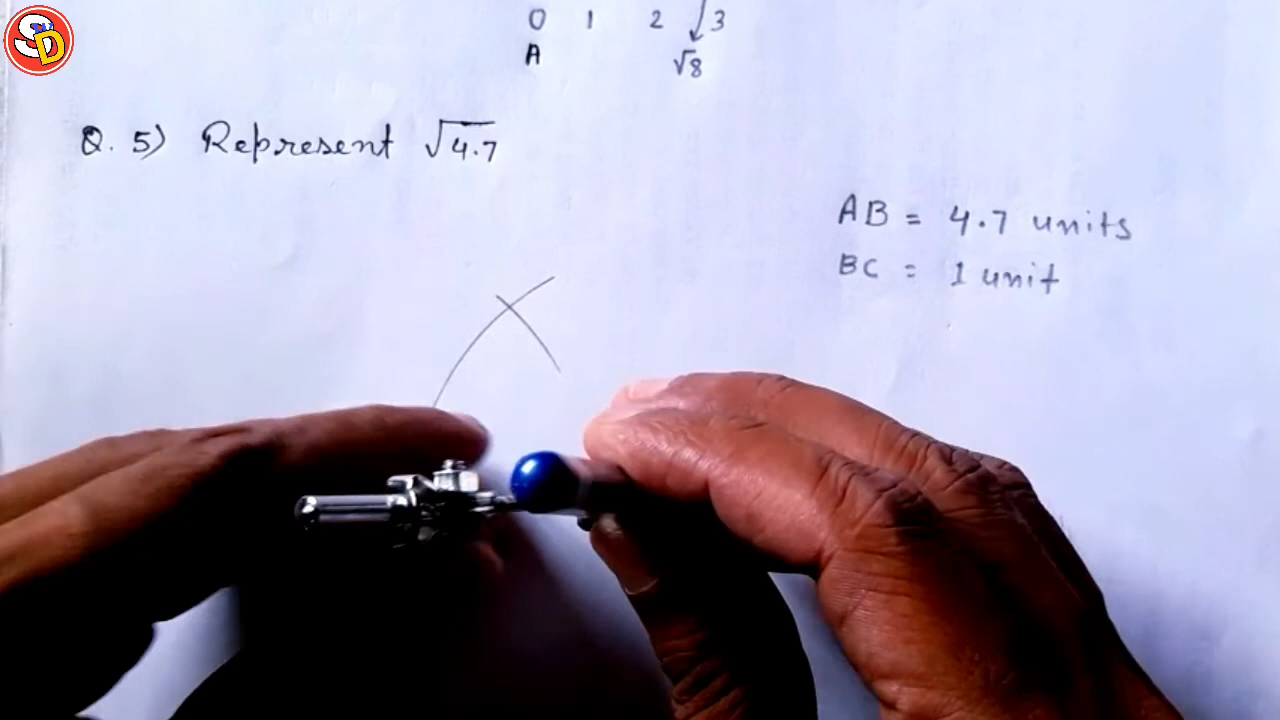 0 1 2 3
A √8
Q. 5) Represent √4.7
AB = 4.7 units
BC = 1 unit